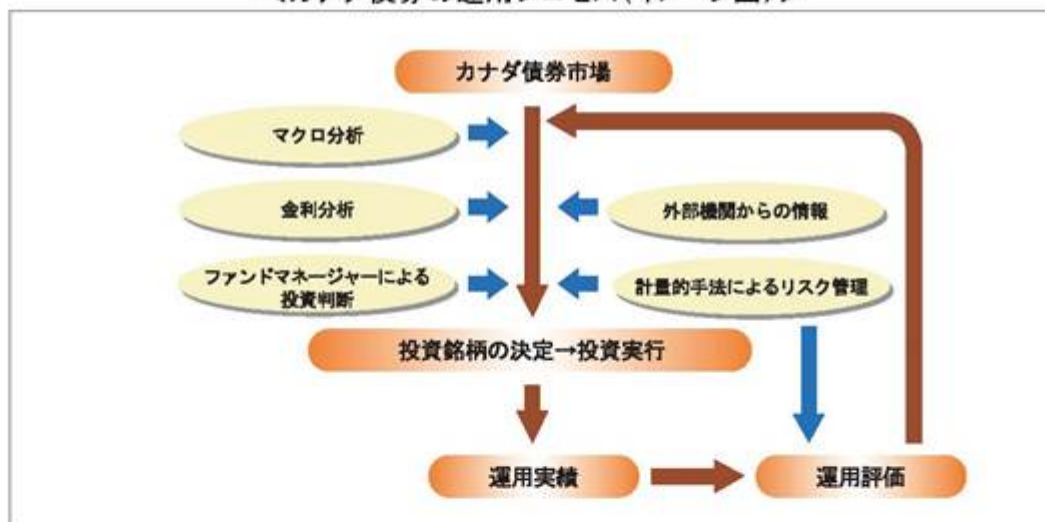 カナダ債券市場
マクロ分析
金利分析
外部機関からの情報
ファンドマネージャーによる
投資判断
計量的手法によるリスク管理
投資銘柄の決定→投資実行
運用実績
運用評価